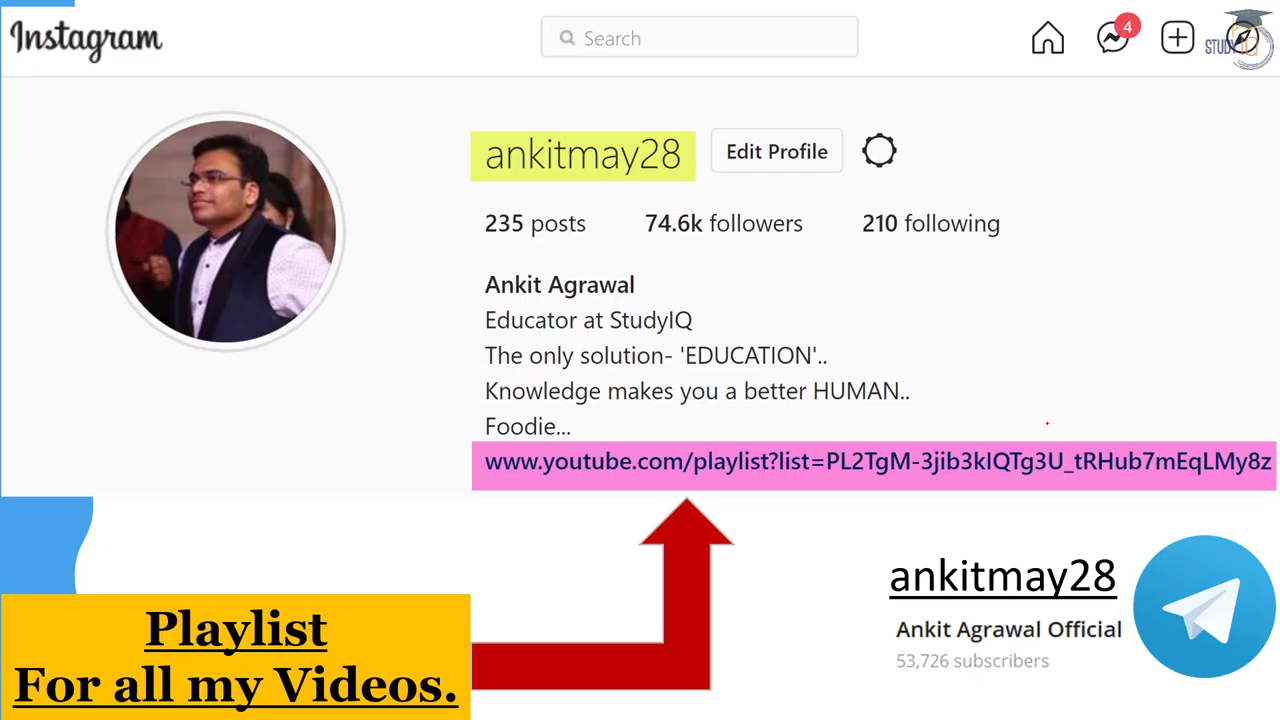 Instagram
Search
4
STUDY IQ
ankitmay28
Edit Profile
235 posts 74.6k followers 210 following
Ankit Agrawal
Educator at StudyIQ
The only solution- 'EDUCATION'..
Knowledge makes you a better HUMAN..
Foodie...
www.youtube.com/playlist?list=PL2TgM-3jib3kIQTg3U_tRHub7mEqLMy8z
ankitmay28
Ankit Agrawal Official
53,726 subscribers
Playlist
For all my Videos.